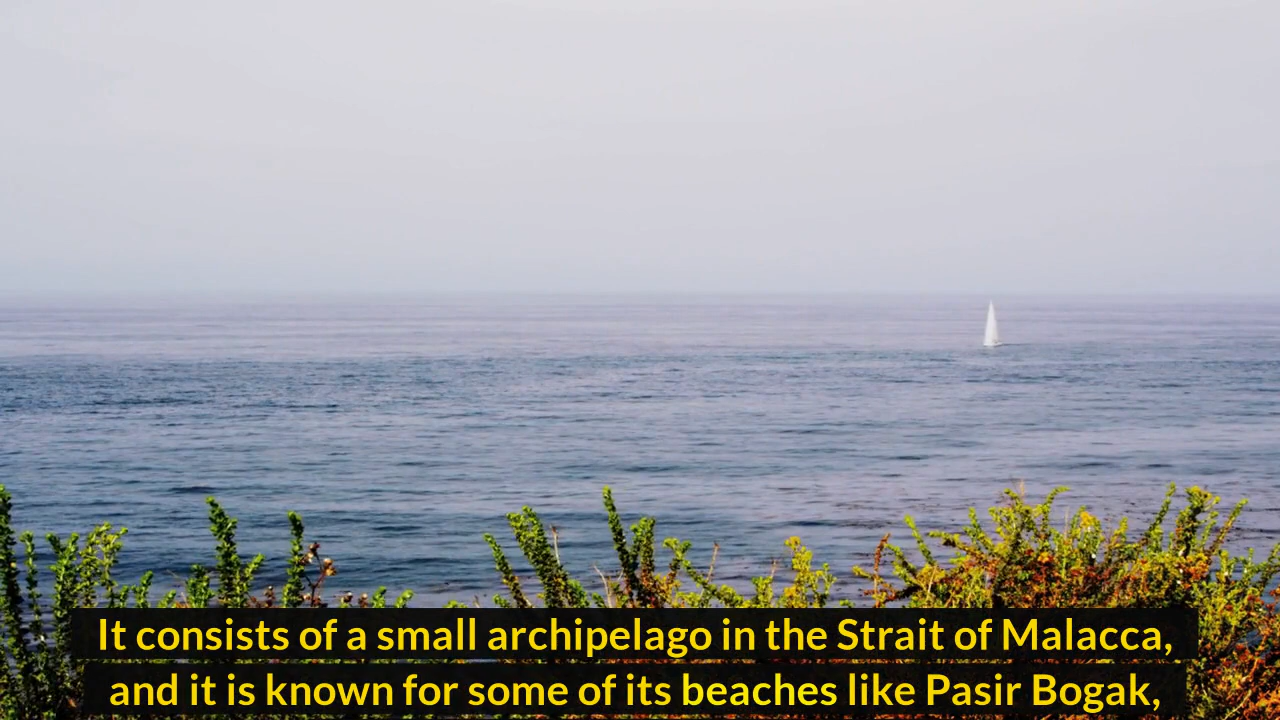 It consists of a small archipelago in the Strait of Malacca,
and it is known for some of its beaches like Pasir Bogak,